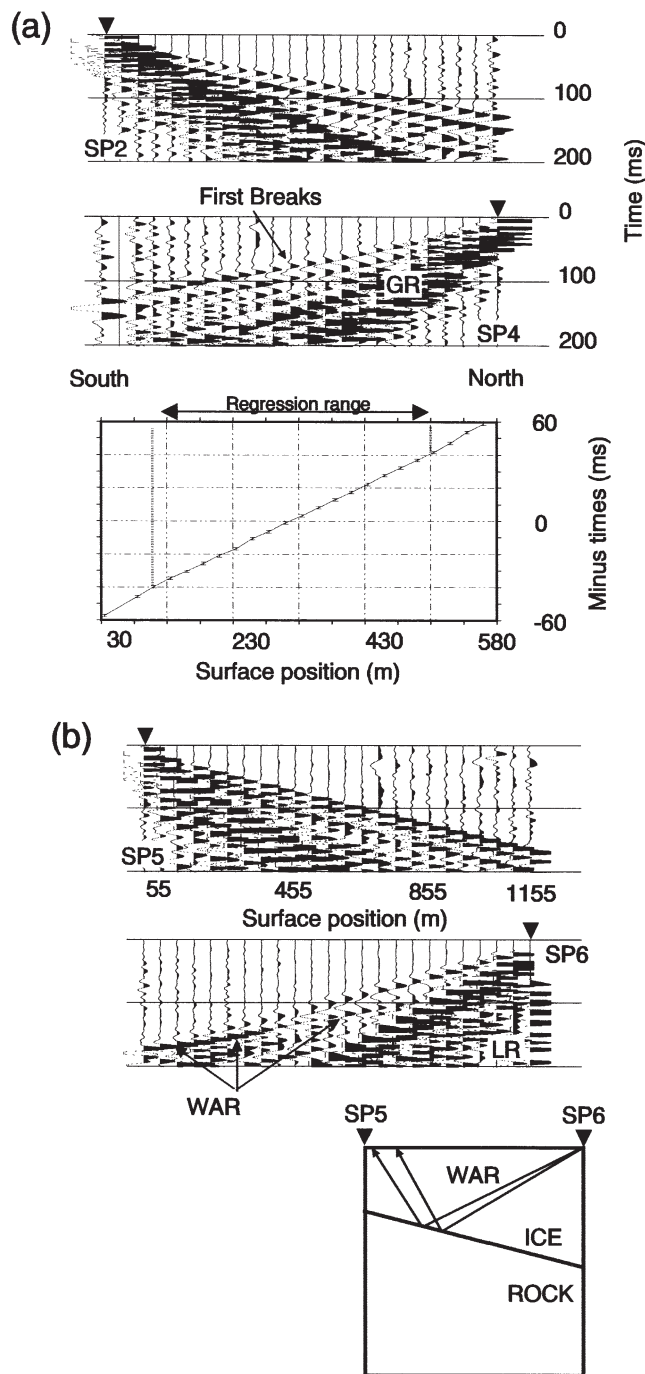 (a)
0
100
SP2
200
Time (ms)
First Breaks
0
GR
100
SP4
200
South
North
Regression range
60
0
-60
Minus times (ms)
30 230 430 580
Surface position (m)
(b)
SP5
55 455 855 1155
Surface position (m)
SP6
LR
WAR
SP5 SP6
WAR
ICE
ROCK